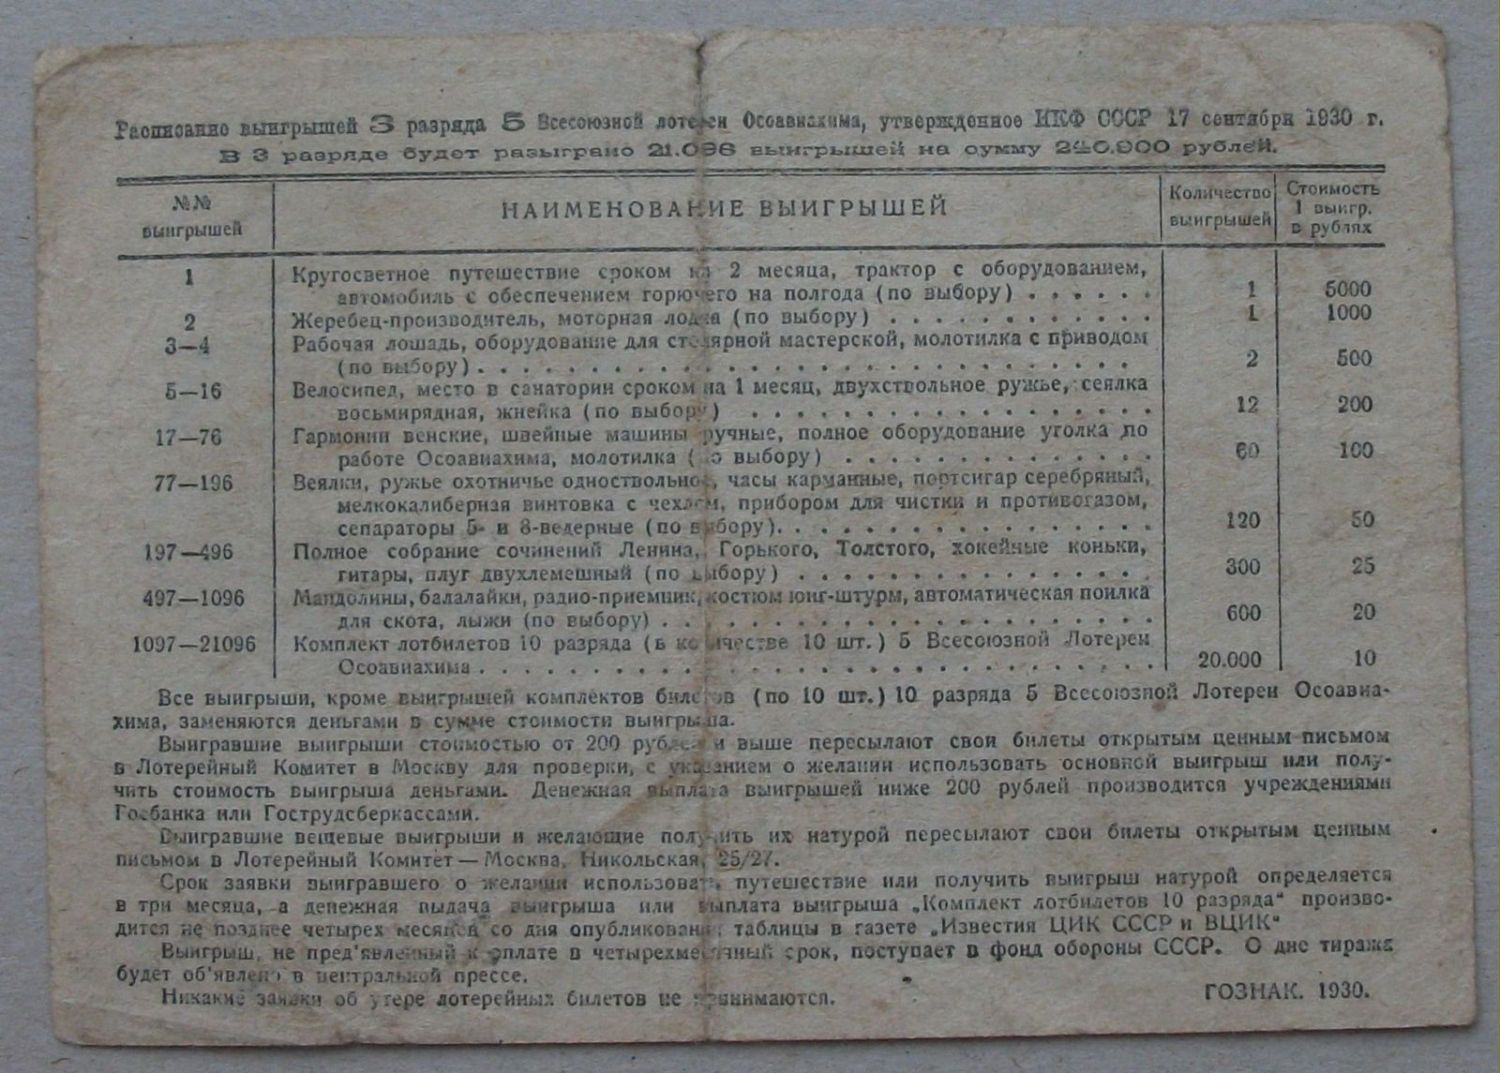 Расписание выигрышей 3 разряда 5 Всесоюзной лотереи Осоавиахима, утвержденное НКФ СССР 17 сентября 1930 г.
В 3 разряде будет разыграно 21.096 выигрышей на сумму 240.900 рублей.
№№ выигрышей
НАИМЕНОВАНИЕ ВЫИГРЫШЕЙ
Количество выигрышей
Стоимость 1 выигр. в рублях
1 Кругосветное путешествие сроком на 2 месяца, трактор с оборудованием,
автомобиль с обеспечением горючего на полгода (по выбору) . . . . . . 1 5000
2 Жеребец-производитель, моторная лодка (по выбору) . . . . . . . . . . . . 1 1000
3—4 Рабочая лошадь, оборудование для столярной мастерской, молотилка с приводом
(по выбору) . . . . . . . . . . . . . . . . . . . . . . . 2 500
5—16 Велосипед, место в санатории сроком на 1 месяц, двухствольное ружье, сеялка
восьмирядная, жнейка (по выбору) . . . . . . . . . . . . . . . . . . 12 200
17—76 Гармонии венские, швейные машины ручные, полное оборудование уголка по
работе Осоавиахима, молотилка (по выбору) . . . . . . . . . . . . . . 60 100
77—196 Веялки, ружье охотничье одноствольное, часы карманные, портсигар серебряный,
мелкокалиберная винтовка с чехлом, прибором для чистки и противогазом,
сепараторы 5- и 8-ведерные (по выбору). . . . . . . . . . . . . . . . . 120 50
197—496 Полное собрание сочинений Ленина, Горького, Толстого, хоккейные коньки,
гитары, плуг двухлемешный (по выбору) . . . . . . . . . . . . . . . . 300 25
497—1096 Мандолины, балалайки, радио-приемник, костюм юнг-штурм, автоматическая поилка
для скота, лыжи (по выбору) . . . . . . . . . . . . . . . . . . . . . . 600 20
1097—21096 Комплект лотбилетов 10 разряда (в количестве 10 шт.) 5 Всесоюзной Лотереи
Осоавиахима . . . . . . . . . . . . . . . . . . . . . . . . . . . . . . 20.000 10
Все выигрыши, кроме выигрышей комплектов билетов (по 10 шт.) 10 разряда 5 Всесоюзной Лотереи Осоавиа-
хима, заменяются деньгами в сумме стоимости выигрыша.
Выигравшие выигрыши стоимостью от 200 рублей и выше пересылают свои билеты открытым ценным письмом
в Лотерейный Комитет в Москву для проверки, с указанием о желании использовать основной выигрыш или полу-
чить стоимость выигрыша деньгами. Денежная выплата выигрышей ниже 200 рублей производится учреждениями
Госбанка или Гострудсберкассами.
Выигравшие вещевые выигрыши и желающие получить их натурой пересылают свои билеты открытым ценным
письмом в Лотерейный Комитет — Москва, Никольская, 25/27.
Срок заявки выигравшего о желании использовать путешествие или получить выигрыш натурой определяется
в три месяца, а денежная выдача выигрыша или выплата выигрыша „Комплект лотбилетов 10 разряда“ произво-
дится не позднее четырех месяцев со дня опубликования таблицы в газете „Известия ЦИК СССР и ВЦИК“
Выигрыш, не пред'явленный к оплате в четырехмесячный срок, поступает в фонд обороны СССР. О дне тиража
будет об'явлено в центральной прессе.
Никакие заявки об утере лотерейных билетов не принимаются.
ГОЗНАК. 1930.